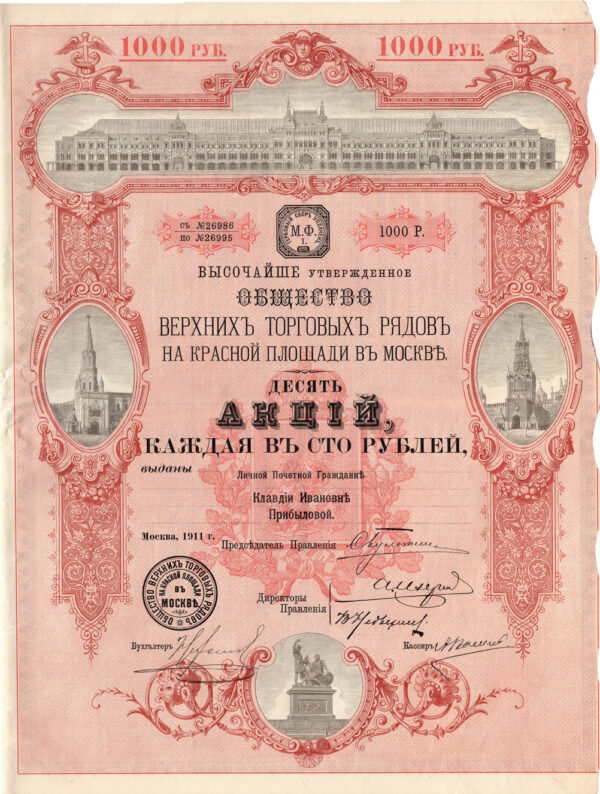 1000 РУБ. 1000 РУБ.
съ №26986
по №26995
М.Ф.
I.
1000 Р.
ВЫСОЧАЙШЕ УТВЕРЖДЕННОЕ
ОБЩЕСТВО
ВЕРХНИХЪ ТОРГОВЫХЪ РЯДОВЪ
НА КРАСНОЙ ПЛОЩАДИ ВЪ МОСКВѢ.
ДЕСЯТЬ
АКЦІЙ,
КАЖДАЯ ВЪ СТО РУБЛЕЙ,
выданы
Личной Почетной Гражданкѣ
Клавдіи Ивановнѣ
Прибыловой.
Москва, 1911 г.
Предсѣдатель Правленія
ОБЩЕСТВО ВЕРХНИХЪ ТОРГОВЫХЪ РЯДОВЪ
НА КРАСНОЙ ПЛОЩАДИ
ВЪ
МОСКВѢ.
Директоры
Правленія
Бухгалтеръ
Кассиръ